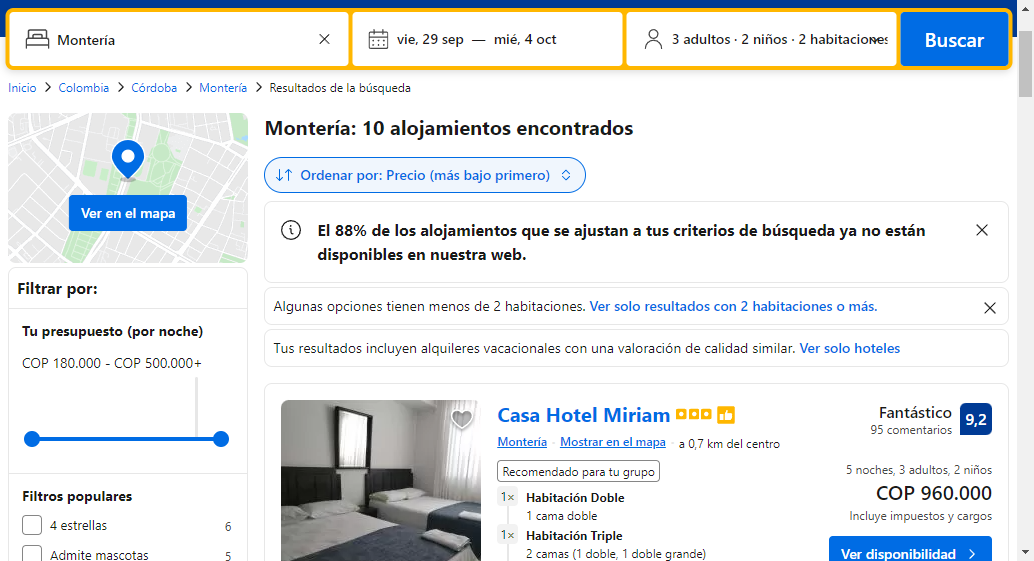 Montería
vie, 29 sep — mié, 4 oct
3 adultos · 2 niños · 2 habitaciones
Buscar
Inicio > Colombia > Córdoba > Montería > Resultados de la búsqueda
Ver en el mapa
Filtrar por:
Tu presupuesto (por noche)
COP 180.000 - COP 500.000+
Filtros populares
4 estrellas 6
Admite mascotas 5
Montería: 10 alojamientos encontrados
Ordenar por: Precio (más bajo primero)
El 88% de los alojamientos que se ajustan a tus criterios de búsqueda ya no están
disponibles en nuestra web.
Algunas opciones tienen menos de 2 habitaciones. Ver solo resultados con 2 habitaciones o más.
Tus resultados incluyen alquileres vacacionales con una valoración de calidad similar. Ver solo hoteles
Casa Hotel Miriam
Montería · Mostrar en el mapa · a 0,7 km del centro
Recomendado para tu grupo
1× Habitación Doble
1 cama doble
1× Habitación Triple
2 camas (1 doble, 1 doble grande)
Fantástico 9,2
95 comentarios
5 noches, 3 adultos, 2 niños
COP 960.000
Incluye impuestos y cargos
Ver disponibilidad